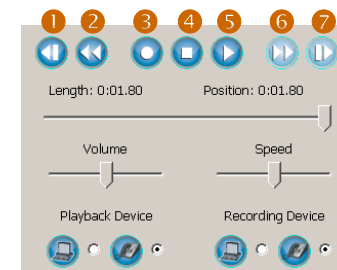 1 2 3 4 5 6 7
Length: 0:01.80 Position: 0:01.80
Volume Speed
Playback Device Recording Device